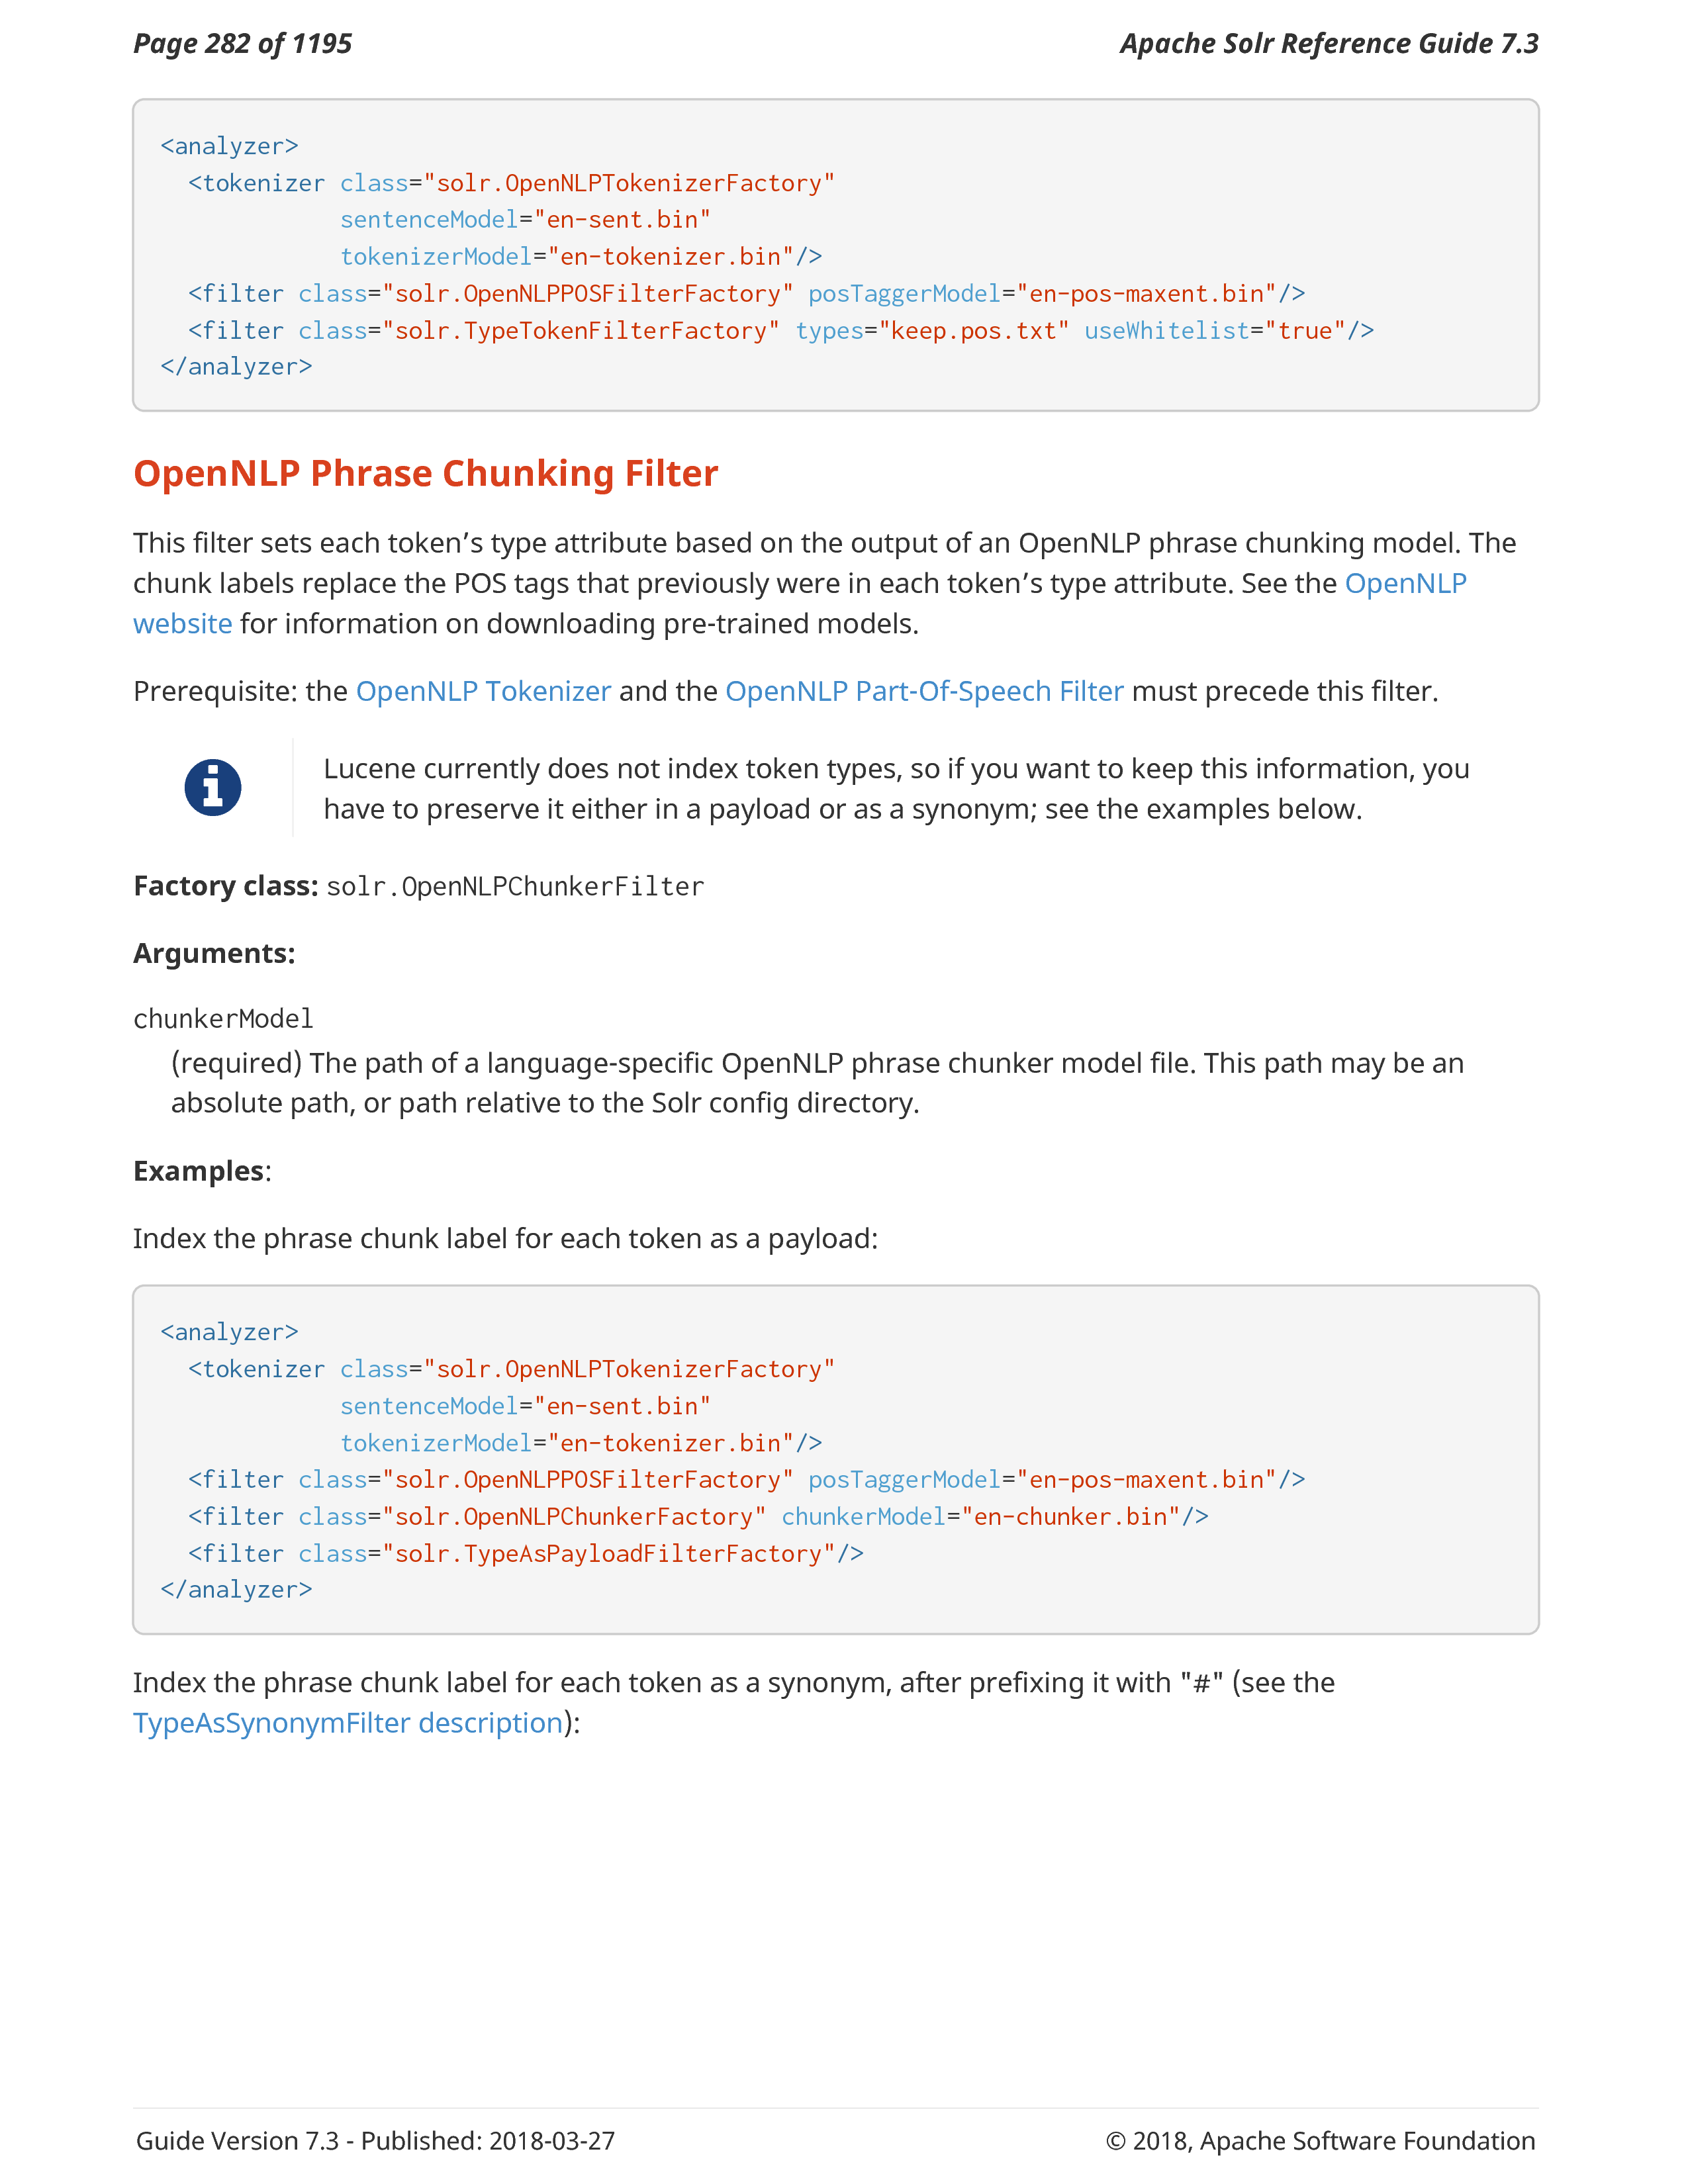 Page 282 of 1195
Apache Solr Reference Guide 7.3
<analyzer>
  <tokenizer class="solr.OpenNLPTokenizerFactory"
             sentenceModel="en-sent.bin"
             tokenizerModel="en-tokenizer.bin"/>
  <filter class="solr.OpenNLPPOSFilterFactory" posTaggerModel="en-pos-maxent.bin"/>
  <filter class="solr.TypeTokenFilterFactory" types="keep.pos.txt" useWhitelist="true"/>
</analyzer>
OpenNLP Phrase Chunking Filter
This filter sets each token’s type attribute based on the output of an OpenNLP phrase chunking model. The
chunk labels replace the POS tags that previously were in each token’s type attribute. See the OpenNLP
website for information on downloading pre-trained models.
Prerequisite: the OpenNLP Tokenizer and the OpenNLP Part-Of-Speech Filter must precede this filter.
Lucene currently does not index token types, so if you want to keep this information, you
have to preserve it either in a payload or as a synonym; see the examples below.
Factory class: solr.OpenNLPChunkerFilter
Arguments:
chunkerModel
(required) The path of a language-specific OpenNLP phrase chunker model file. This path may be an
absolute path, or path relative to the Solr config directory.
Examples:
Index the phrase chunk label for each token as a payload:
<analyzer>
  <tokenizer class="solr.OpenNLPTokenizerFactory"
             sentenceModel="en-sent.bin"
             tokenizerModel="en-tokenizer.bin"/>
  <filter class="solr.OpenNLPPOSFilterFactory" posTaggerModel="en-pos-maxent.bin"/>
  <filter class="solr.OpenNLPChunkerFactory" chunkerModel="en-chunker.bin"/>
  <filter class="solr.TypeAsPayloadFilterFactory"/>
</analyzer>
Index the phrase chunk label for each token as a synonym, after prefixing it with "#" (see the
TypeAsSynonymFilter description):
Guide Version 7.3 - Published: 2018-03-27
© 2018, Apache Software Foundation